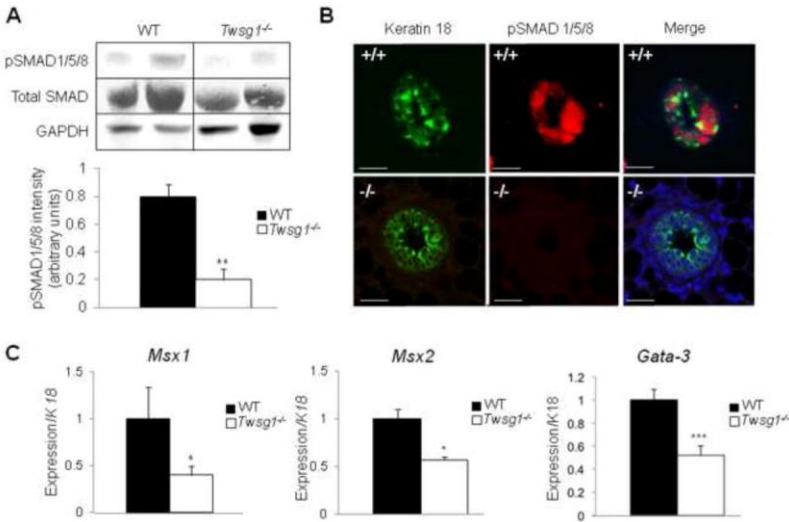 A
WT Twsg1-/-
pSMAD1/5/8
Total SMAD
GAPDH
pSMAD1/5/8 intensity
(arbitrary units)
1
0.8
0.6
0.4
0.2
0
**
WT
Twsg1-/-
B
Keratin 18 pSMAD 1/5/8 Merge
+/+ +/+ +/+
-/- -/- -/-
C
Msx1
Expression/K18
1.5
1
0.5
0
*
WT
Twsg1-/-
Msx2
Expression/K18
1.5
1
0.5
0
*
WT
Twsg1-/-
Gata-3
Expression/K18
1.2
1
0.8
0.6
0.4
0.2
0
***
WT
Twsg1-/-